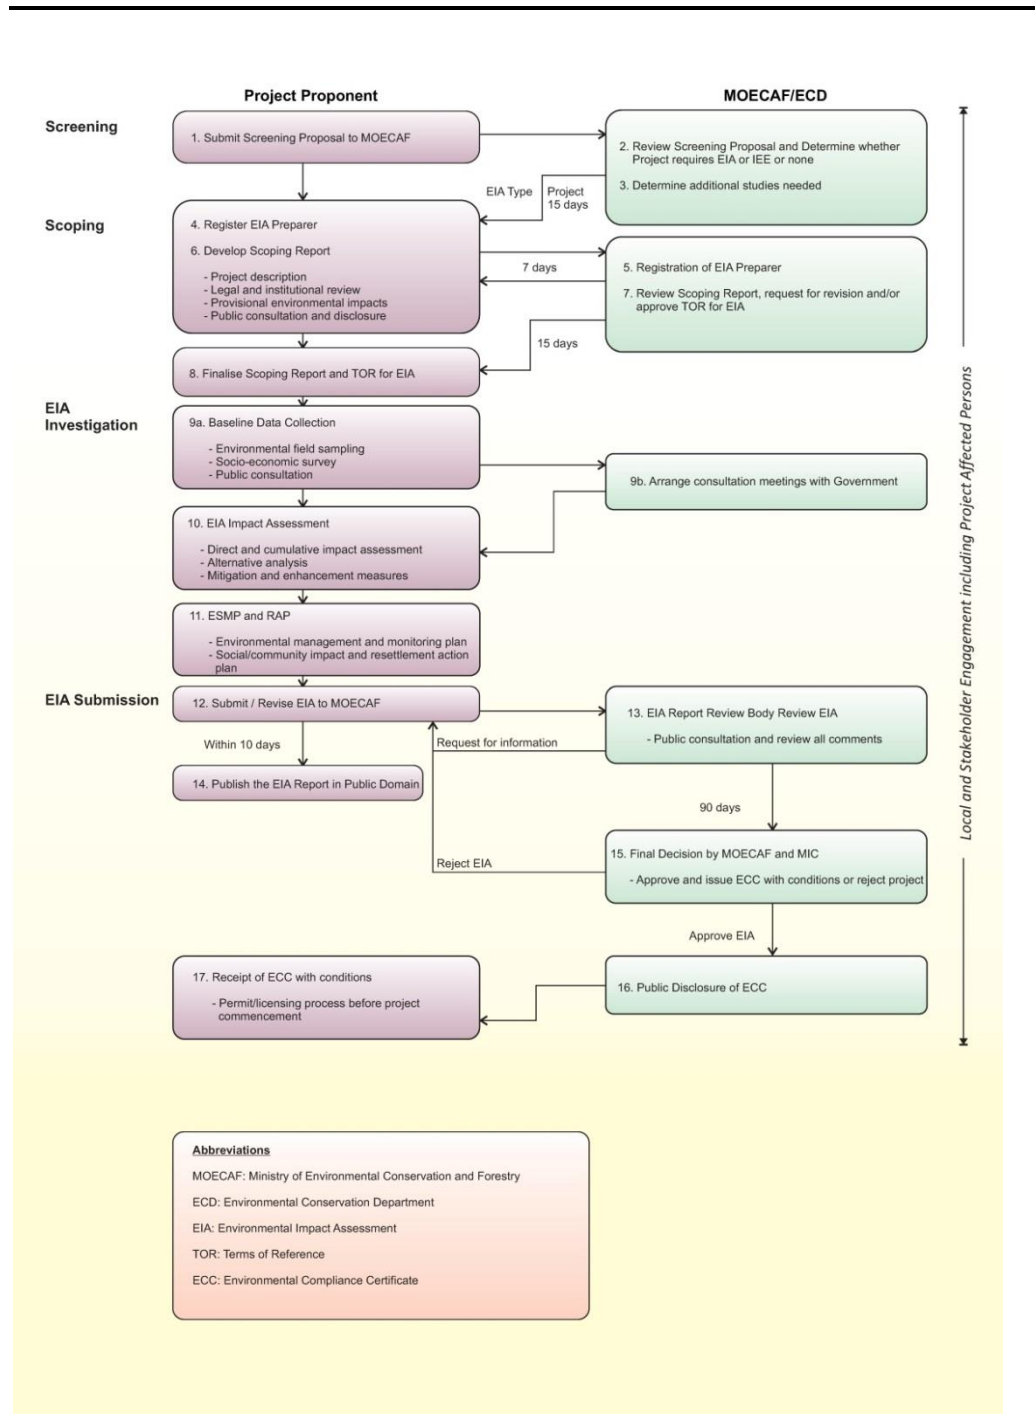 Project Proponent
MOECAF/ECD
Screening
1. Submit Screening Proposal to MOECAF
2. Review Screening Proposal and Determine whether
Project requires EIA or IEE or none
3. Determine additional studies needed
EIA Type
Project
15 days
Scoping
4. Register EIA Preparer
6. Develop Scoping Report
- Project description
- Legal and institutional review
- Provisional environmental impacts
- Public consultation and disclosure
7 days
5. Registration of EIA Preparer
7. Review Scoping Report, request for revision and/or
approve TOR for EIA
15 days
8. Finalise Scoping Report and TOR for EIA
EIA
Investigation
9a. Baseline Data Collection
- Environmental field sampling
- Socio-economic survey
- Public consultation
9b. Arrange consultation meetings with Government
10. EIA Impact Assessment
- Direct and cumulative impact assessment
- Alternative analysis
- Mitigation and enhancement measures
11. ESMP and RAP
- Environmental management and monitoring plan
- Social/community impact and resettlement action
plan
EIA Submission
12. Submit / Revise EIA to MOECAF
13. EIA Report Review Body Review EIA
- Public consultation and review all comments
Within 10 days
Request for information
14. Publish the EIA Report in Public Domain
90 days
15. Final Decision by MOECAF and MIC
- Approve and issue ECC with conditions or reject project
Reject EIA
Approve EIA
17. Receipt of ECC with conditions
- Permit/licensing process before project
commencement
16. Public Disclosure of ECC
Local and Stakeholder Engagement including Project Affected Persons
Abbreviations
MOECAF: Ministry of Environmental Conservation and Forestry
ECD: Environmental Conservation Department
EIA: Environmental Impact Assessment
TOR: Terms of Reference
ECC: Environmental Compliance Certificate